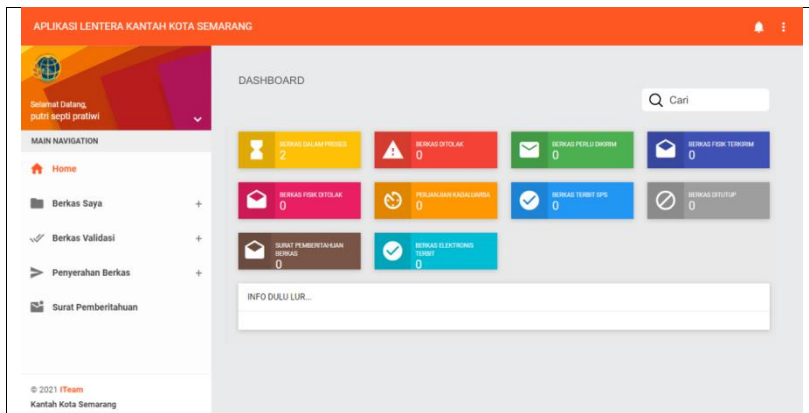 APLIKASI LENTERA KANTAH KOTA SEMARANG
Selamat Datang,
putri septi pratiwi
MAIN NAVIGATION
Home
Berkas Saya +
Berkas Validasi +
Penyerahan Berkas +
Surat Pemberitahuan
© 2021 ITeam
Kantah Kota Semarang
DASHBOARD
Cari
BERKAS DALAM PROSES
2
BERKAS DITOLAK
0
BERKAS PERLU DIKIRIM
0
BERKAS FISIK TERKIRIM
0
BERKAS FISIK DITOLAK
0
PERJANJIAN KADALUARSA
0
BERKAS TERBIT SPS
0
BERKAS DITUTUP
0
SURAT PEMBERITAHUAN
BERKAS
0
BERKAS ELEKTRONIS
TERBIT
0
INFO DULU LUR...